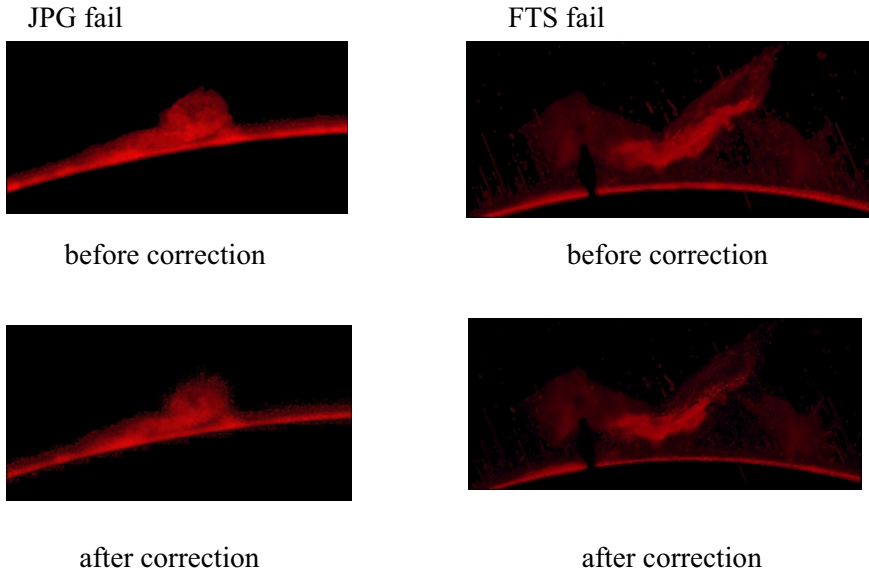 JPG fail
FTS fail
before correction
before correction
after correction
after correction